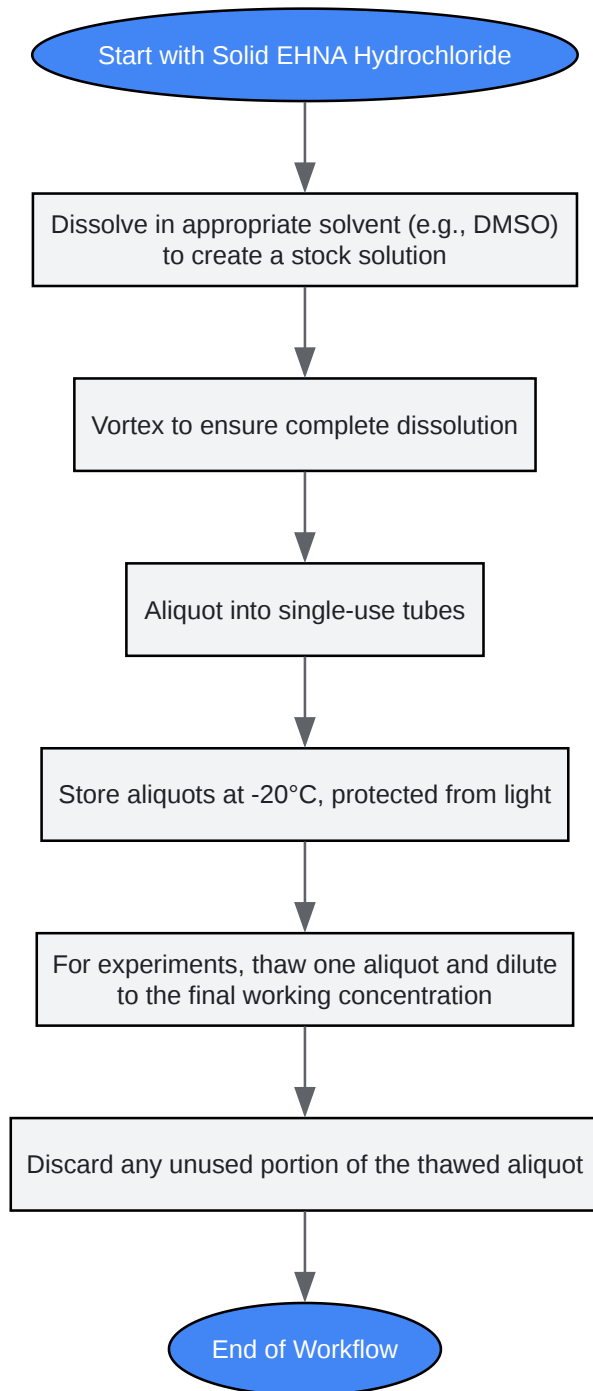 Start with Solid EHNA Hydrochloride
Dissolve in appropriate solvent (e.g., DMSO)
to create a stock solution
Vortex to ensure complete dissolution
Aliquot into single-use tubes
Store aliquots at -20°C, protected from light
For experiments, thaw one aliquot and dilute
to the final working concentration
Discard any unused portion of the thawed aliquot
End of Workflow